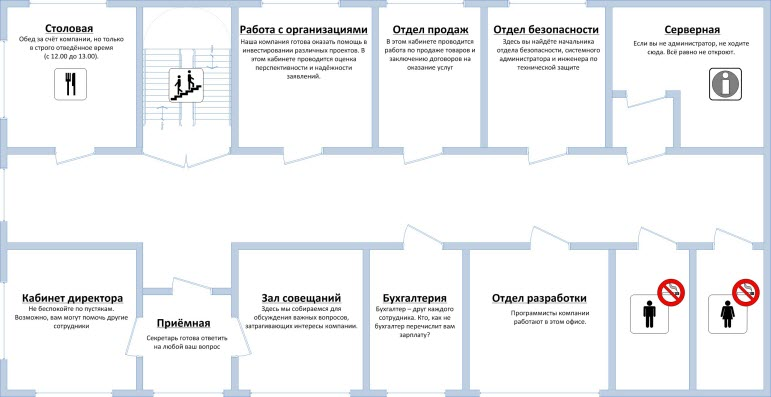 Столовая
Обед за счёт компании, но только
в строго отведённое время
(с 12.00 до 13.00).
Работа с организациями
Наша компания готова оказать помощь в
инвестировании различных проектов. В
этом кабинете проводится оценка
перспективности и надёжности
заявлений.
Отдел продаж
В этом кабинете проводится
работа по продаже товаров и
заключению договоров на
оказание услуг
Отдел безопасности
Здесь вы найдёте начальника
отдела безопасности, системного
администратора и инженера по
технической защите
Серверная
Если вы не администратор, не ходите
сюда. Всё равно не откроют.
Кабинет директора
Не беспокойте по пустякам.
Возможно, вам могут помочь другие
сотрудники
Приёмная
Секретарь готова ответить
на любой ваш вопрос
Зал совещаний
Здесь мы собираемся для
обсуждения важных вопросов,
затрагивающих интересы компании.
Бухгалтерия
Бухгалтер – друг каждого
сотрудника. Кто, как не
бухгалтер перечислит вам
зарплату?
Отдел разработки
Программисты компании
работают в этом офисе.